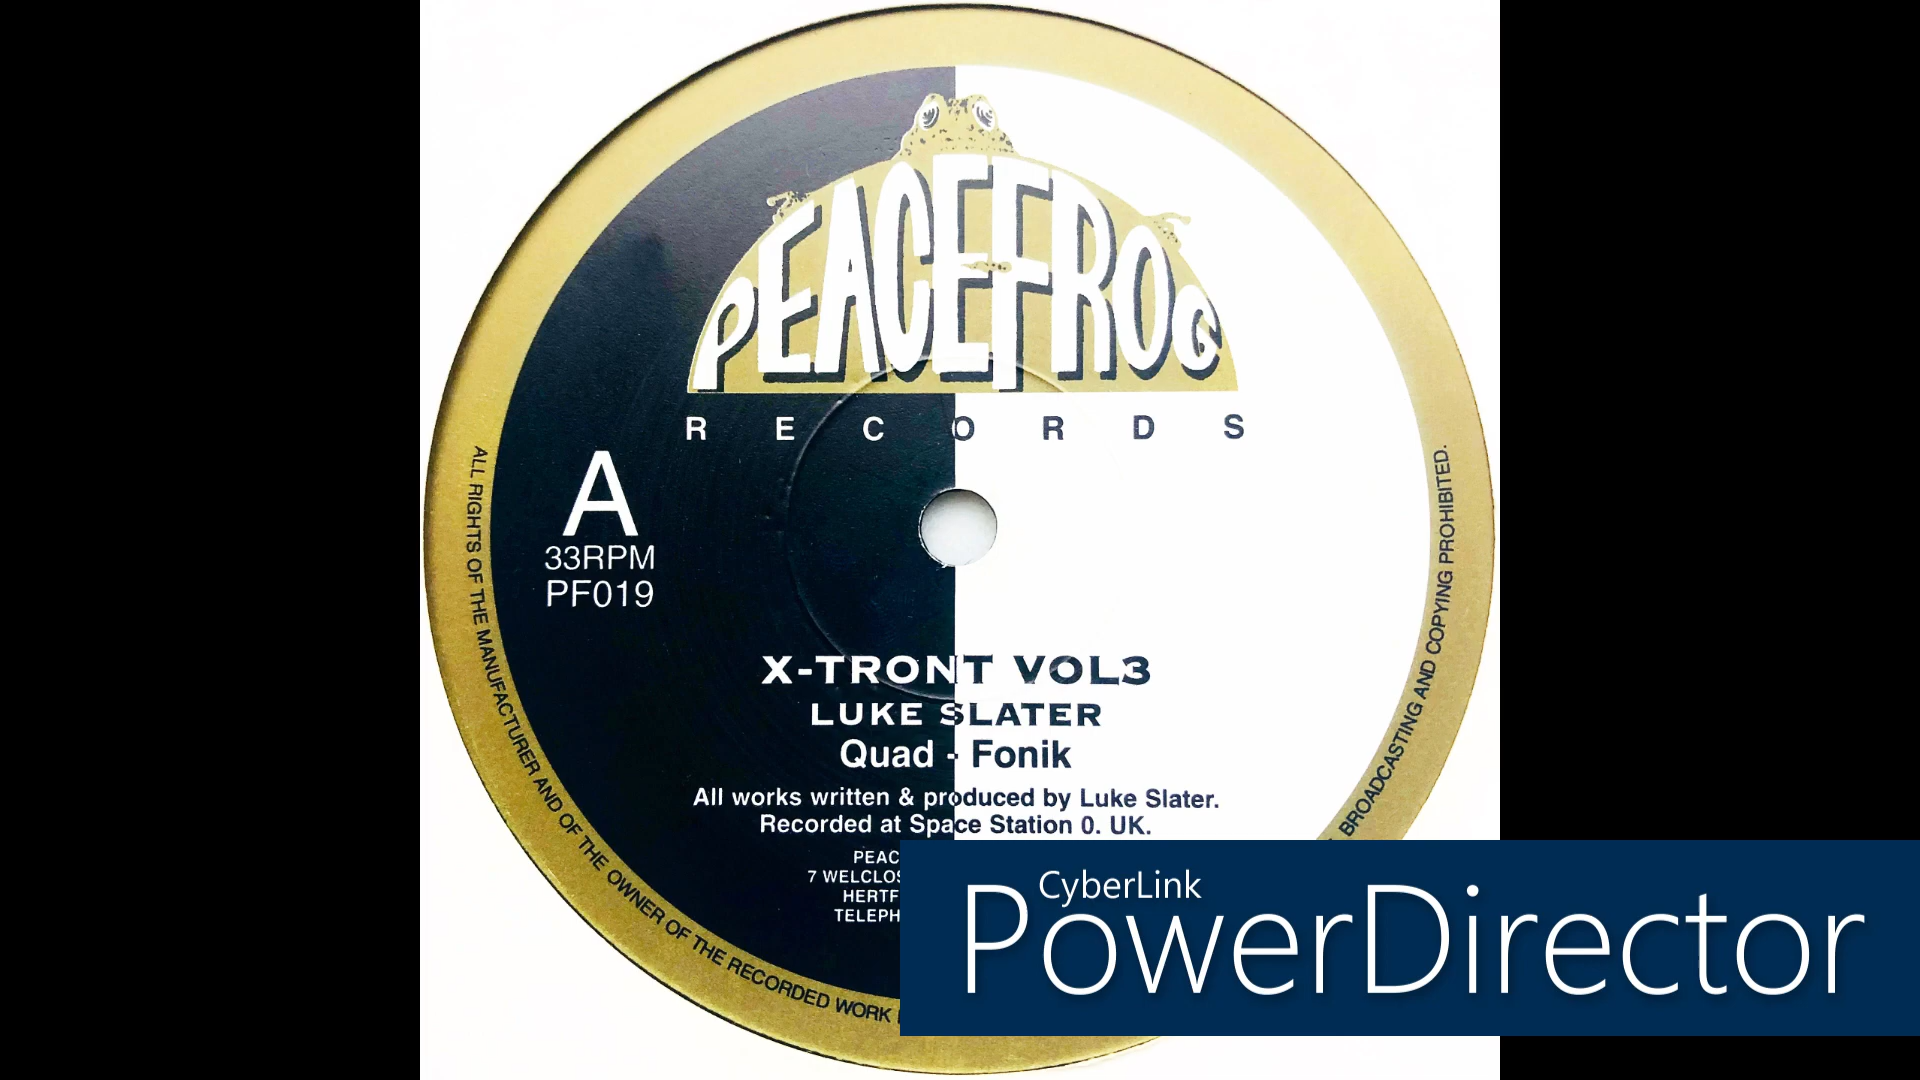 PEACEFROG
RECORDS
A
33RPM
PF019
X-TRONT VOL3
LUKE SLATER
Quad - Fonik
All works written & produced by Luke Slater.
Recorded at Space Station 0. UK.
7
ALL RIGHTS OF THE MANUFACTURER AND OF THE OWNER OF THE RECORDED WORK
BROADCASTING AND COPYING PROHIBITED.
CyberLink
PowerDirector